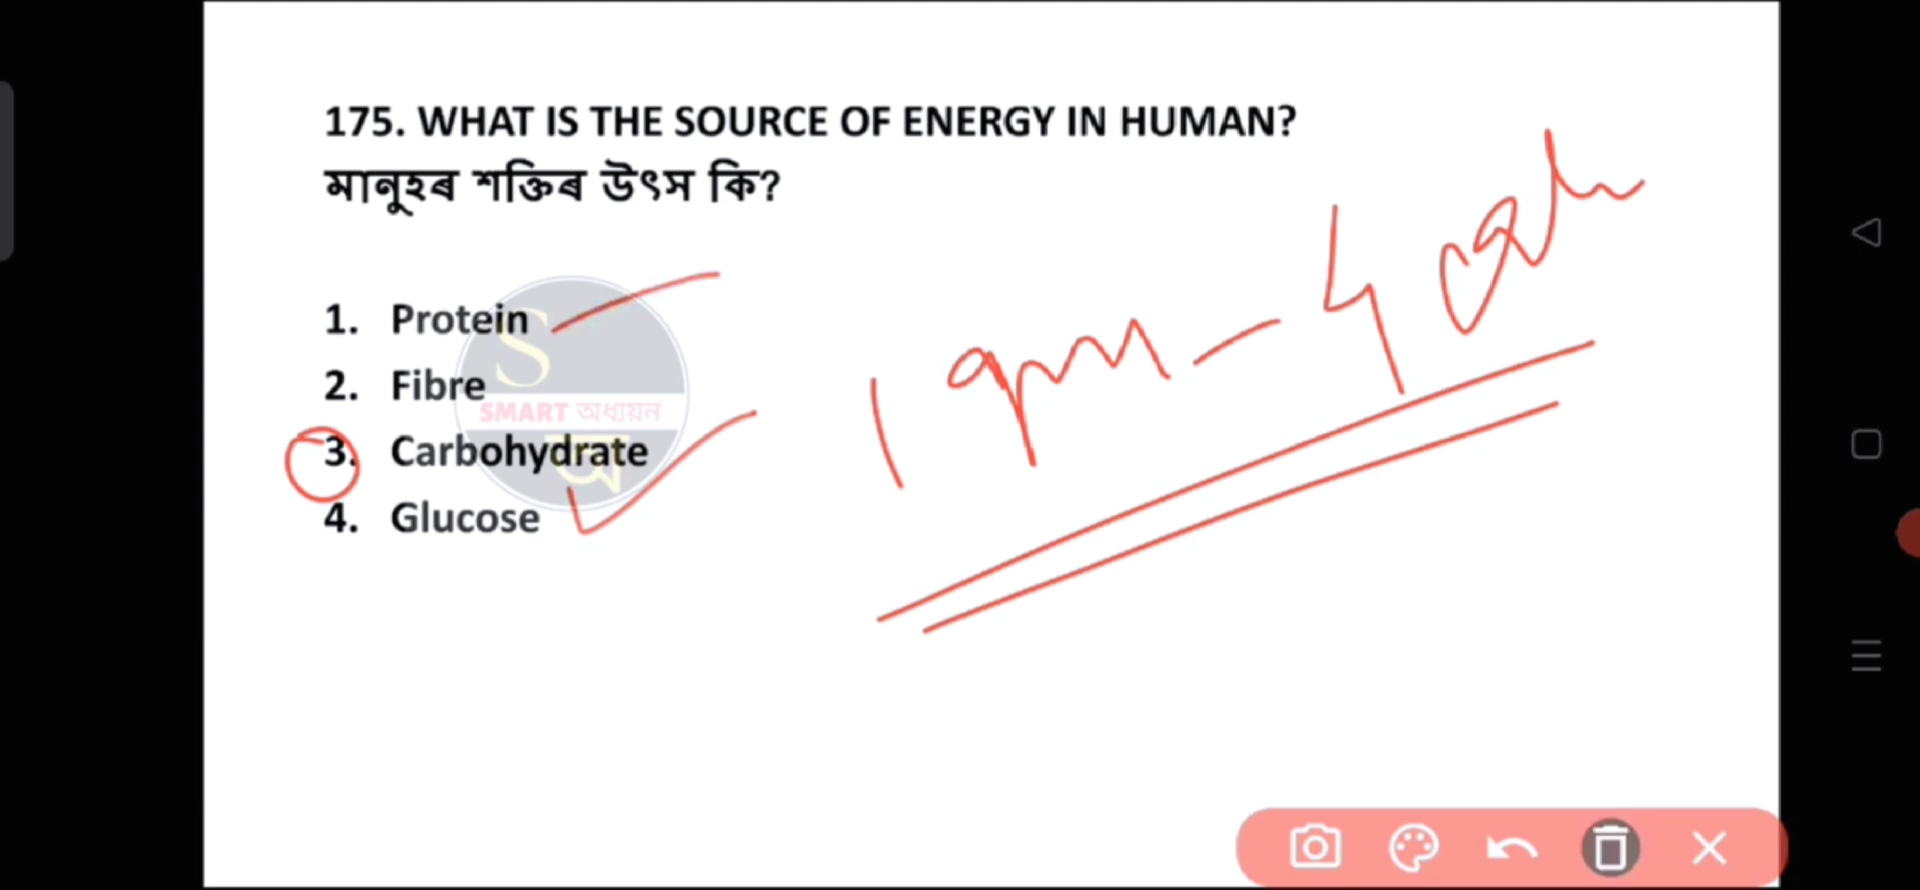 175. WHAT IS THE SOURCE OF ENERGY IN HUMAN?
মানুহৰ শক্তিৰ উৎস কি?
1. Protein
2. Fibre
3. Carbohydrate
4. Glucose
S
SMART অধ্যয়ন
অ
1 gm - 4 cal